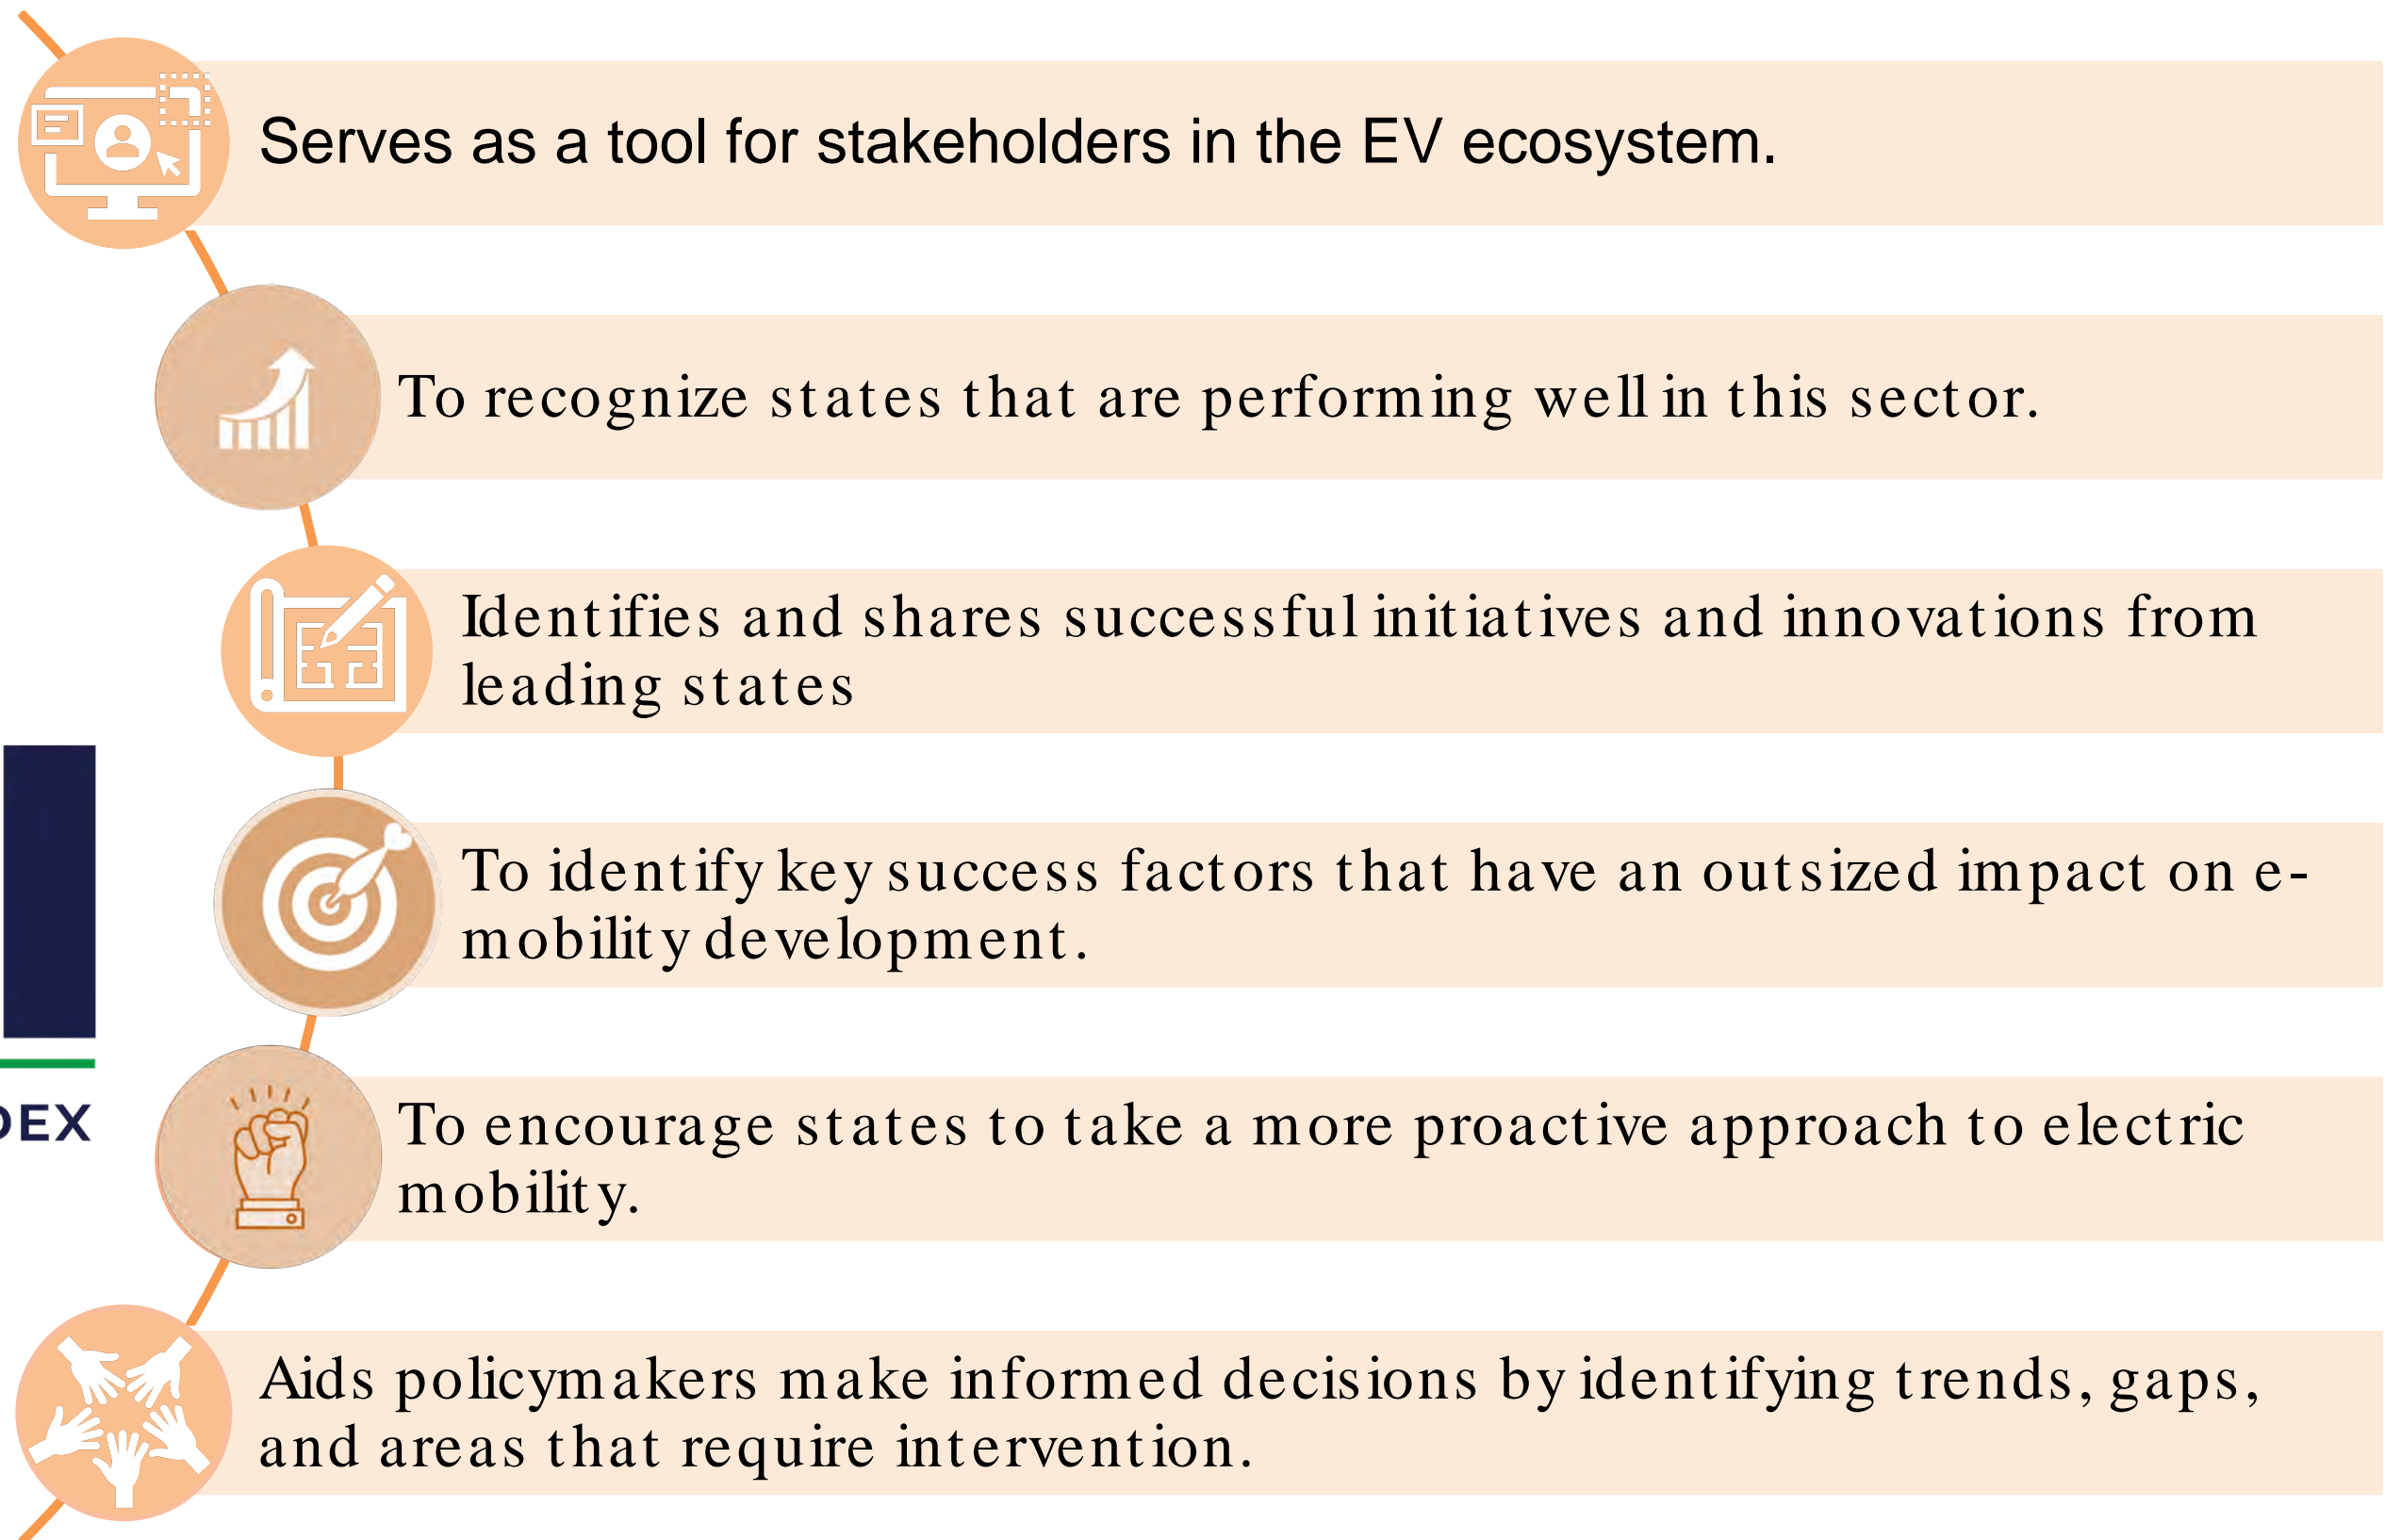 Serves as a tool for stakeholders in the EV ecosystem.
To recognize states that are performing well in this sector.
Identifies and shares successful initiatives and innovations from
leading states
To identify key success factors that have an outsized impact on e-
mobility development.
DEX
To encourage states to take a more proactive approach to electric
mobility.
Aids policymakers make informed decisions by identifying trends, gaps,
and areas that require intervention.